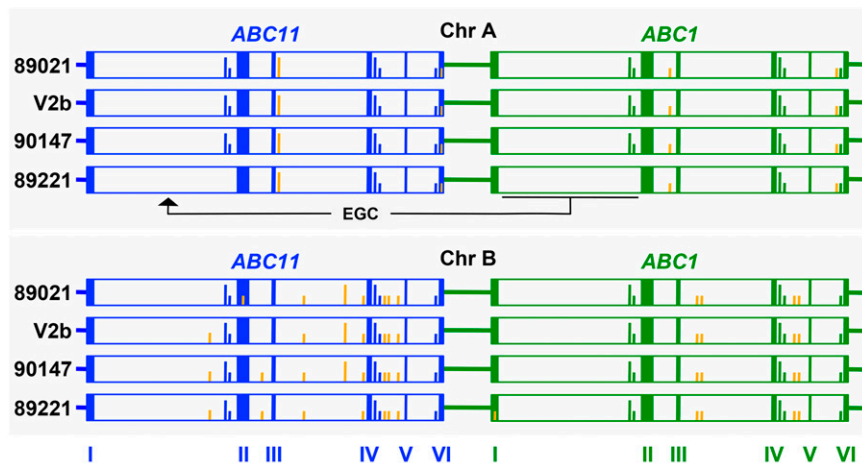 Chr A
ABC11 ABC1
89021
V2b
90147
89221
EGC
Chr B
ABC11 ABC1
89021
V2b
90147
89221
I II III IV V VI I II III IV V VI